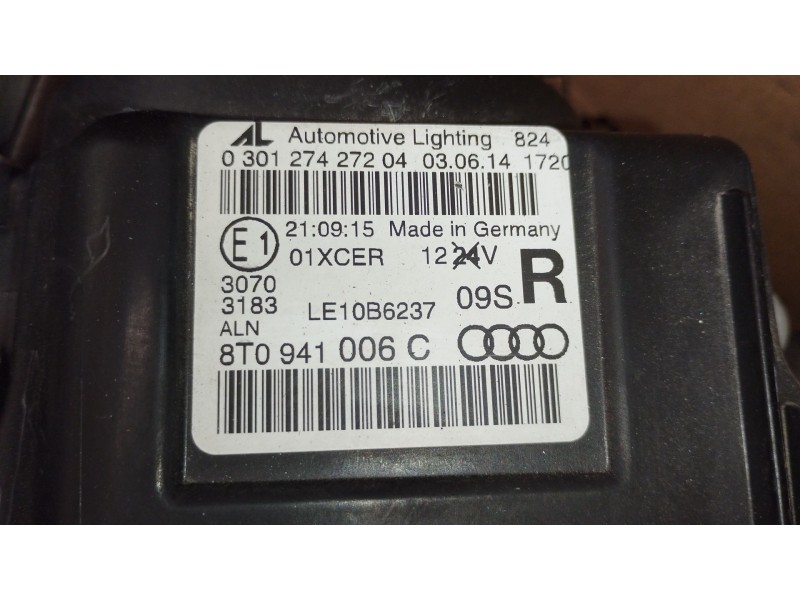 AL Automotive Lighting 824
0 301 274 272 04 03.06.14 1720
21:09:15 Made in Germany
E1 01XCER 12 24V
R
3070
3183 LE10B6237 09S
ALN
8T0 941 006 C